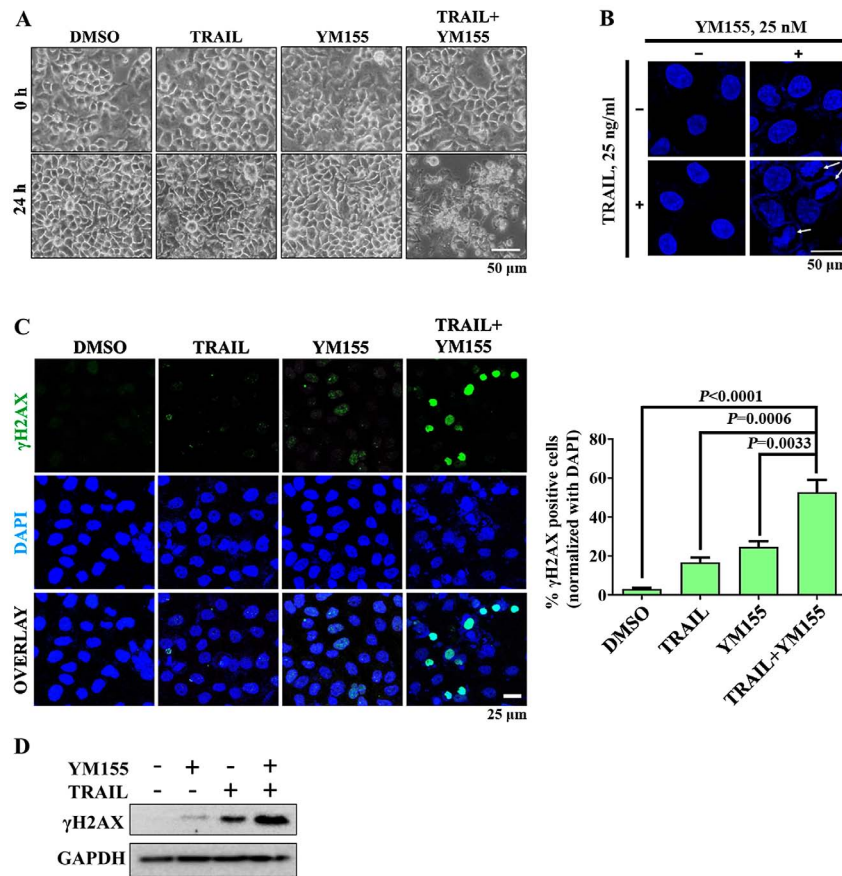 A
DMSO TRAIL YM155 TRAIL+
YM155
0 h
24 h
50 µm
B
YM155, 25 nM
− +
TRAIL, 25 ng/ml
−
+
50 µm
C
DMSO TRAIL YM155 TRAIL+
YM155
γH2AX
DAPI
OVERLAY
25 µm
% γH2AX positive cells
(normalized with DAPI)
80
60
40
20
0
P<0.0001
P=0.0006
P=0.0033
DMSO
TRAIL
YM155
TRAIL+YM155
D
YM155 - + - +
TRAIL - - + +
γH2AX
GAPDH